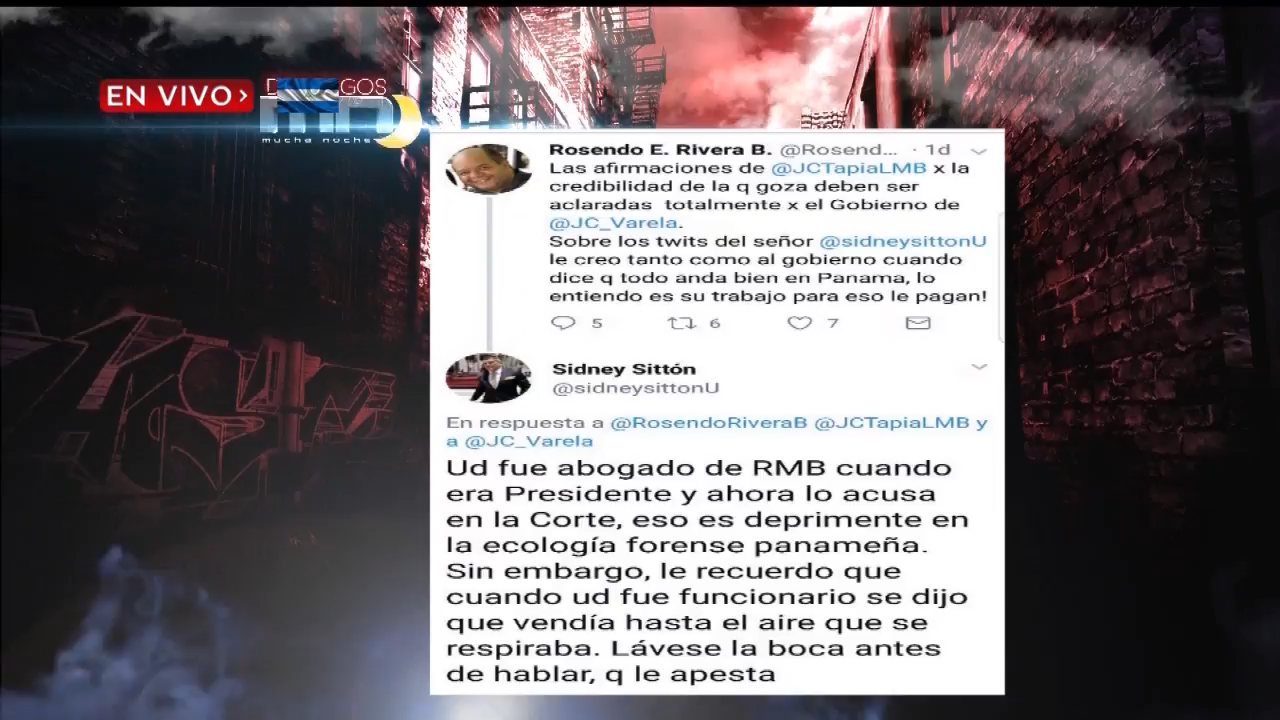 EN VIVO
GOS
mucha noche
Rosendo E. Rivera B. @Rosend... · 1d
Las afirmaciones de @JCTapiaLMB x la
credibilidad de la q goza deben ser
aclaradas totalmente x el Gobierno de
@JC_Varela.
Sobre los twits del señor @sidneysittonU
le creo tanto como al gobierno cuando
dice q todo anda bien en Panama, lo
entiendo es su trabajo para eso le pagan!
5 6 7
Sidney Sittón
@sidneysittonU
En respuesta a @RosendoRiveraB @JCTapiaLMB y
a @JC_Varela
Ud fue abogado de RMB cuando
era Presidente y ahora lo acusa
en la Corte, eso es deprimente en
la ecología forense panameña.
Sin embargo, le recuerdo que
cuando ud fue funcionario se dijo
que vendía hasta el aire que se
respiraba. Lávese la boca antes
de hablar, q le apesta